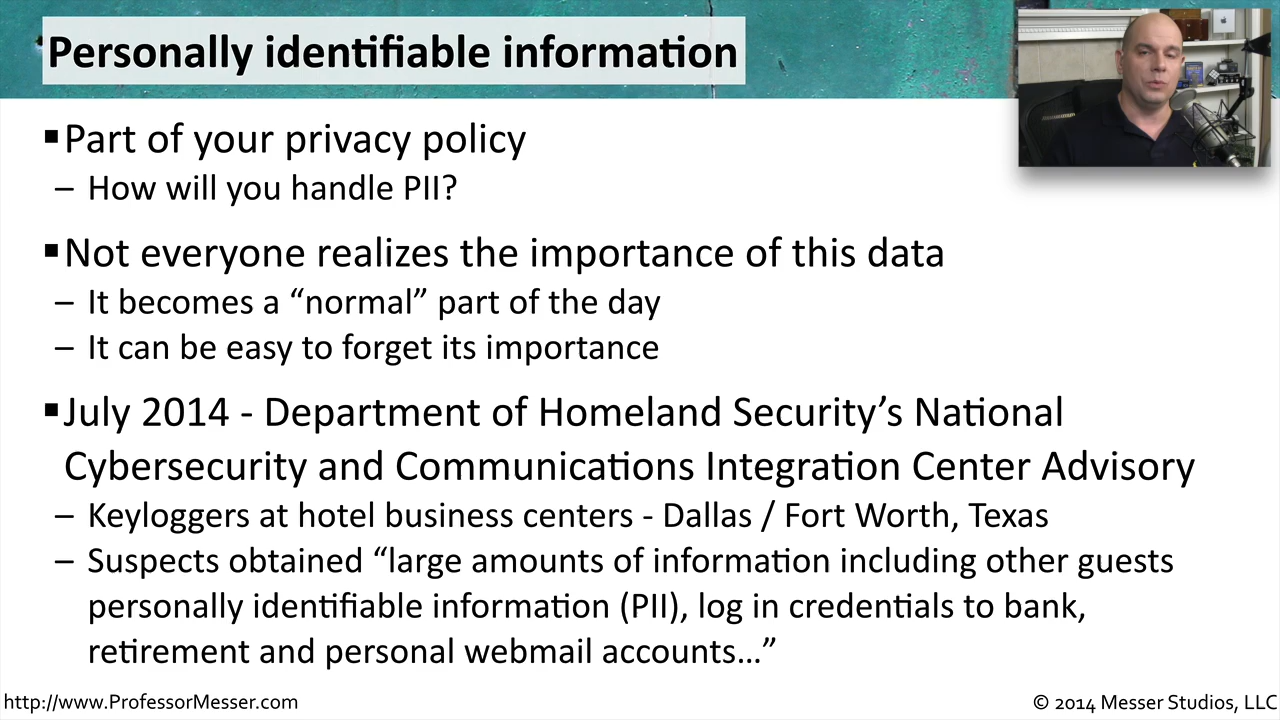 Personally identifiable information
▪Part of your privacy policy
– How will you handle PII?
▪Not everyone realizes the importance of this data
– It becomes a “normal” part of the day
– It can be easy to forget its importance
▪July 2014 - Department of Homeland Security’s National
Cybersecurity and Communications Integration Center Advisory
– Keyloggers at hotel business centers - Dallas / Fort Worth, Texas
– Suspects obtained “large amounts of information including other guests
personally identifiable information (PII), log in credentials to bank,
retirement and personal webmail accounts…”
http://www.ProfessorMesser.com
© 2014 Messer Studios, LLC